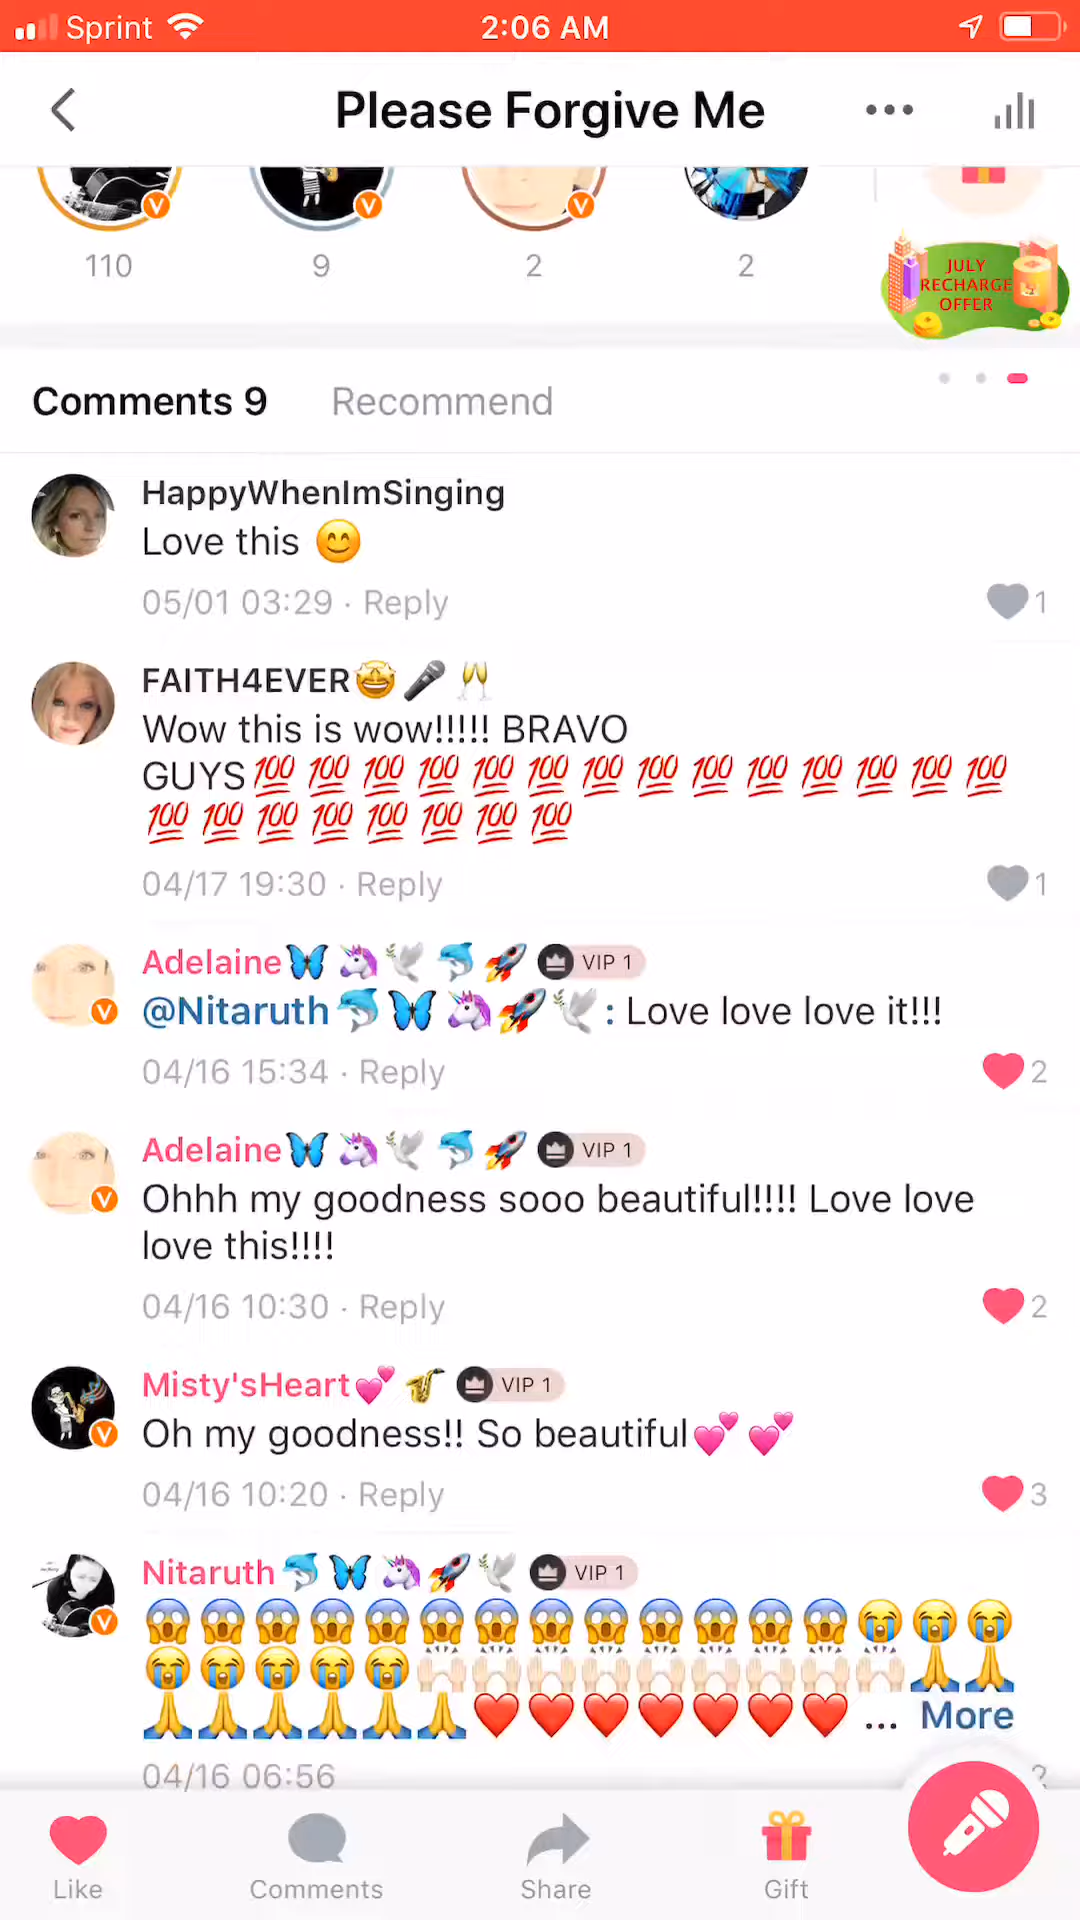 Sprint 2:06 AM
Please Forgive Me
110 9 2 2
JULY
RECHARGE
OFFER
Comments 9 Recommend
HappyWhenImSinging
Love this 😊
05/01 03:29 · Reply 1
FAITH4EVER🤩🎤🥂
Wow this is wow!!!!! BRAVO
GUYS💯💯💯💯💯💯💯💯💯💯💯💯💯💯
💯💯💯💯💯💯💯💯
04/17 19:30 · Reply 1
Adelaine🦋🦄🕊🐬🚀 VIP 1
@Nitaruth🐬🦋🦄🚀🕊: Love love love it!!!
04/16 15:34 · Reply 2
Adelaine🦋🦄🕊🐬🚀 VIP 1
Ohhh my goodness sooo beautiful!!!! Love love
love this!!!!
04/16 10:30 · Reply 2
Misty'sHeart💕🎷 VIP 1
Oh my goodness!! So beautiful💕💕
04/16 10:20 · Reply 3
Nitaruth🐬🦋🦄🚀🕊 VIP 1
😱😱😱😱😱😱😱😱😱😱😱😱😱😭😭😭
😭😭😭😭😭🙌🏻🙌🏻🙌🏻🙌🏻🙌🏻🙌🏻🙌🏻🙌🏻🙌🏻🙏🙏
🙏🙏🙏🙏🙏🙏❤️❤️❤️❤️❤️❤️❤️ ... More
04/16 06:56
Like Comments Share Gift